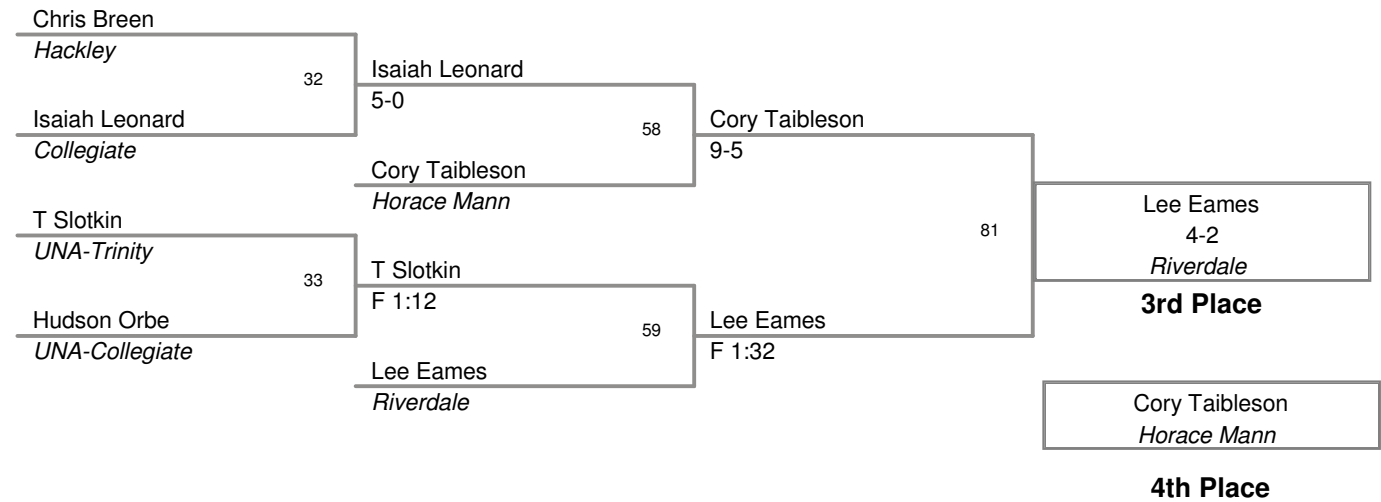 Chris Breen
Hackley
32
Isaiah Leonard
5-0
Isaiah Leonard
Collegiate
58
Cory Taibleson
9-5
Cory Taibleson
Horace Mann
T Slotkin
UNA-Trinity
33
T Slotkin
F 1:12
Hudson Orbe
UNA-Collegiate
59
Lee Eames
F 1:32
Lee Eames
Riverdale
81
Lee Eames
4-2
Riverdale
3rd Place
Cory Taibleson
Horace Mann
4th Place